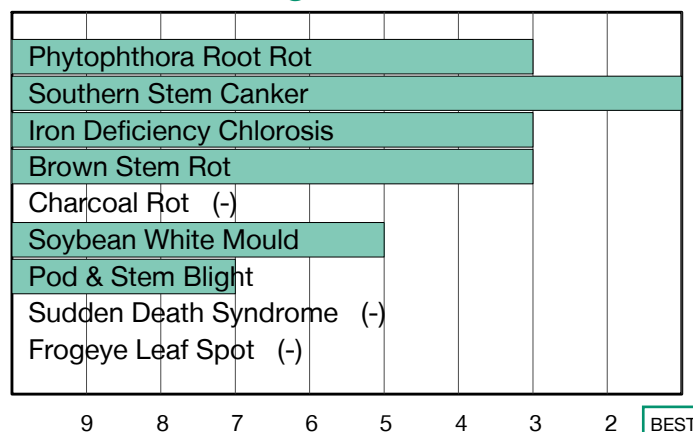 Phytophthora Root Rot
Southern Stem Canker
Iron Deficiency Chlorosis
Brown Stem Rot
Charcoal Rot (-)
Soybean White Mould
Pod & Stem Blight
Sudden Death Syndrome (-)
Frogeye Leaf Spot (-)
9 8 7 6 5 4 3 2 BEST